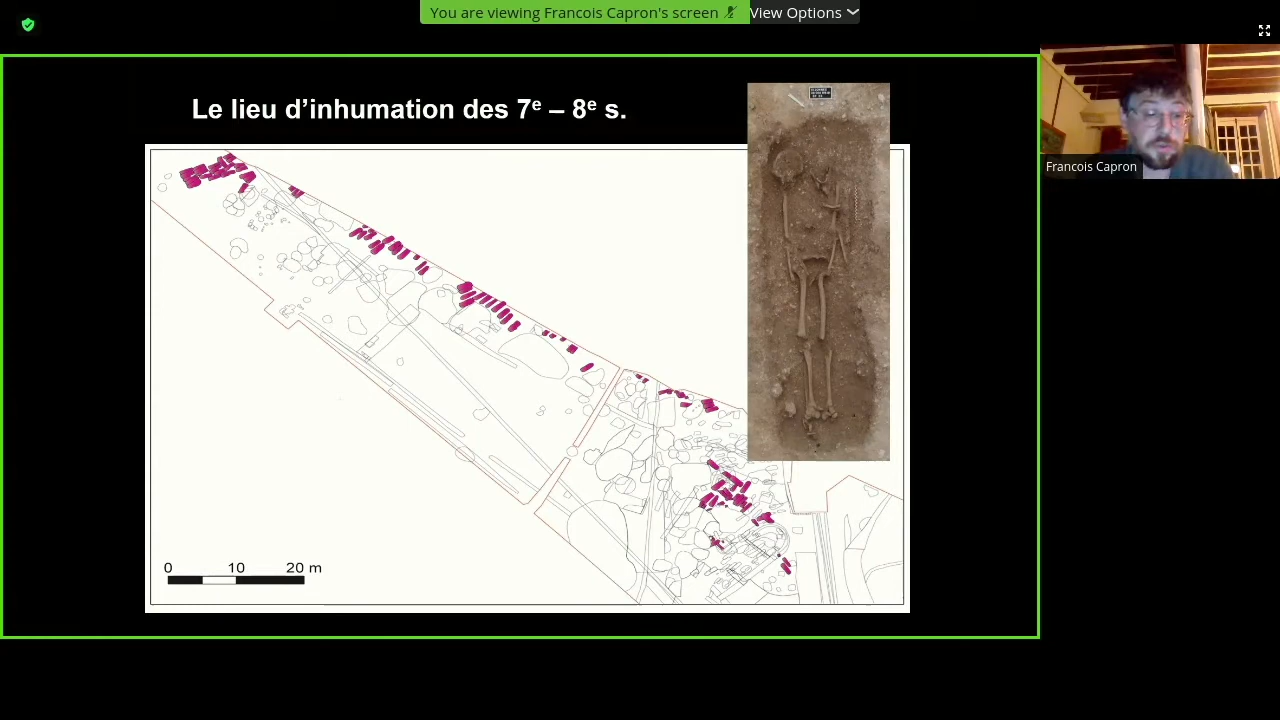 You are viewing Francois Capron's screen
View Options
Le lieu d’inhumation des 7e – 8e s.
Francois Capron
0 10 20 m